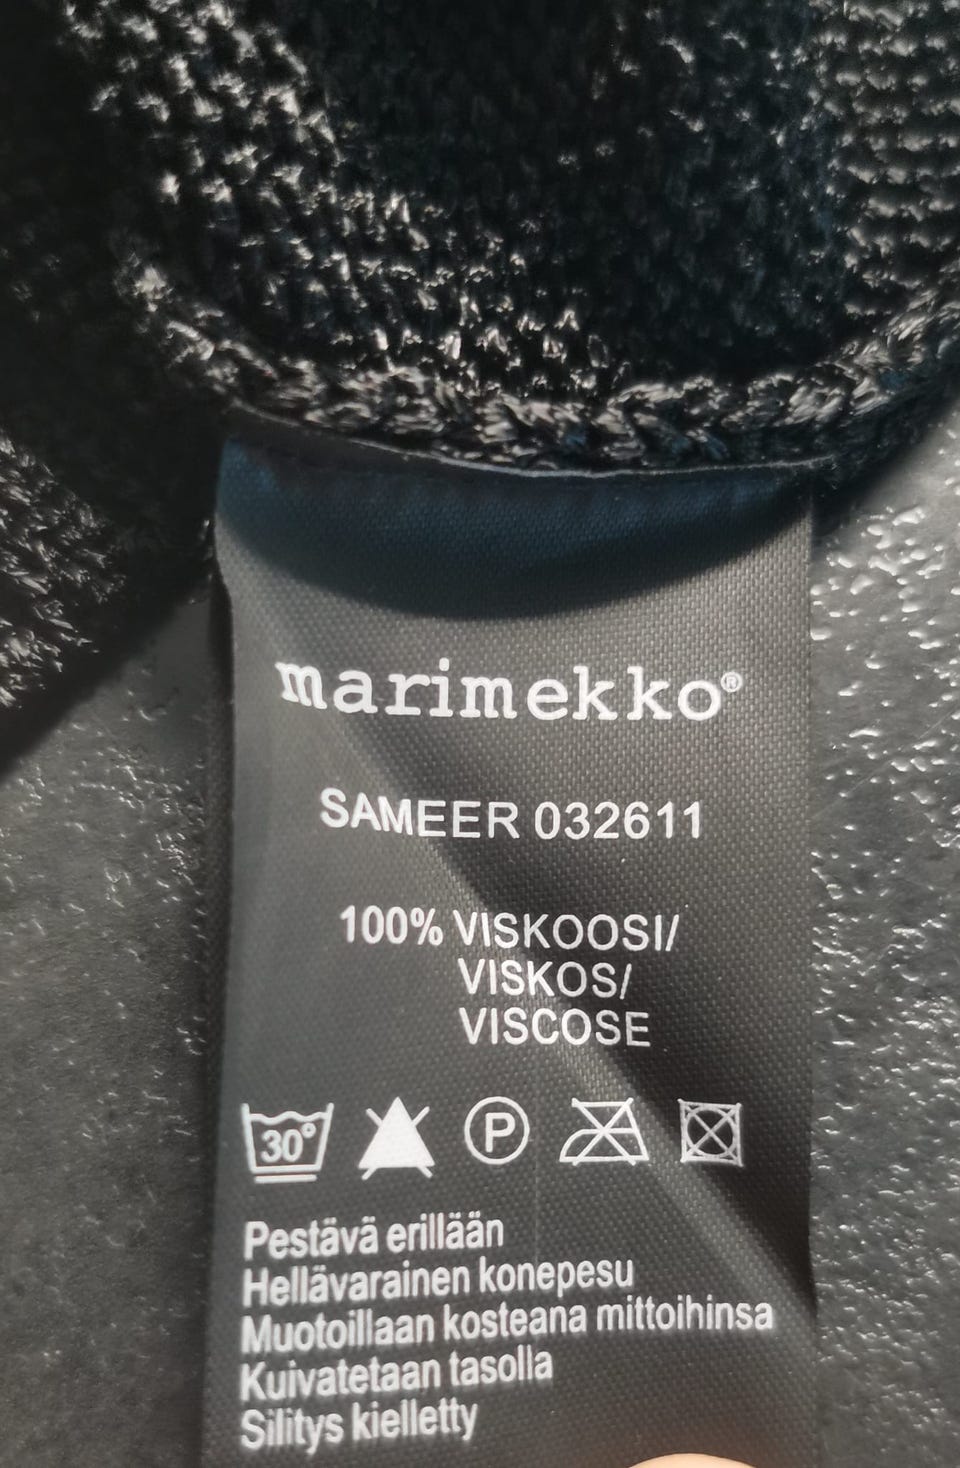 marimekko®
SAMEER 032611
100% VISKOOSI/
VISKOS/
VISCOSE
30°
P
Pestävä erillään
Hellävarainen konepesu
Muotoillaan kosteana mittoihinsa
Kuivatetaan tasolla
Silitys kielletty